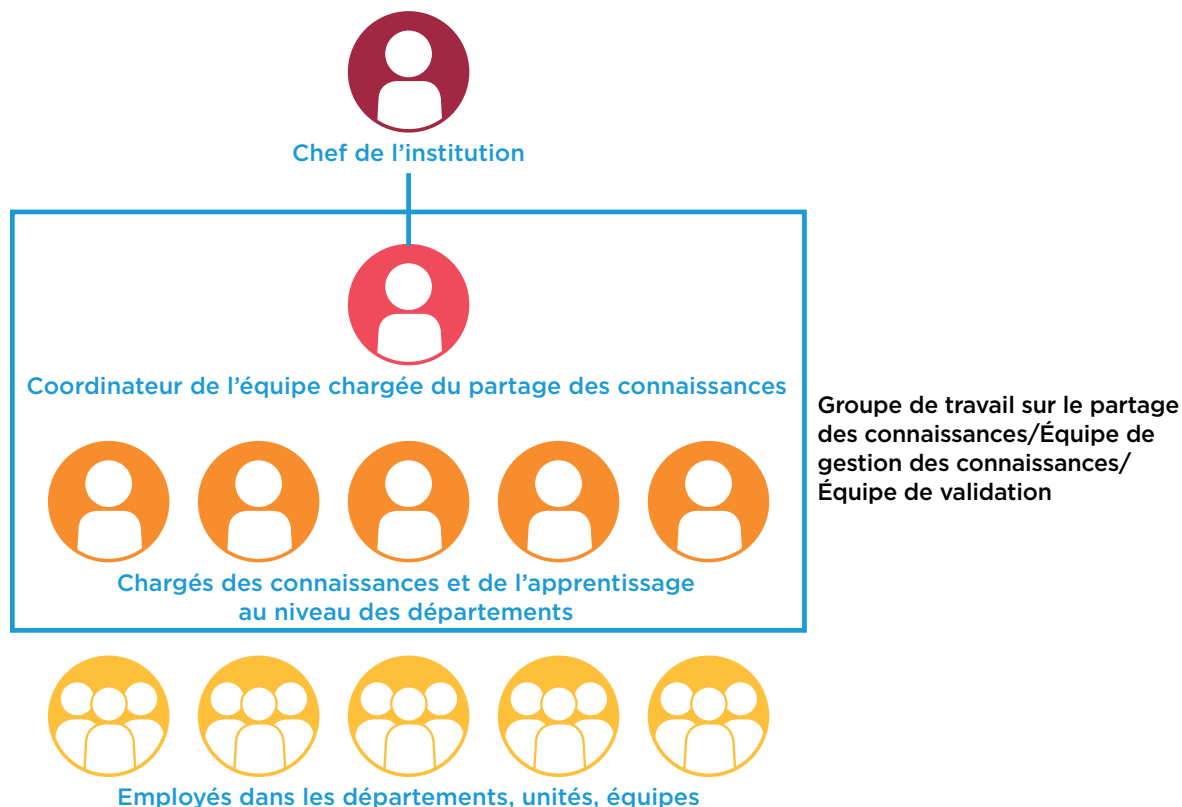 Chef de l’institution
Coordinateur de l’équipe chargée du partage des connaissances
Groupe de travail sur le partage
des connaissances/Équipe de
gestion des connaissances/
Équipe de validation
Chargés des connaissances et de l’apprentissage
au niveau des départements
Employés dans les départements, unités, équipes